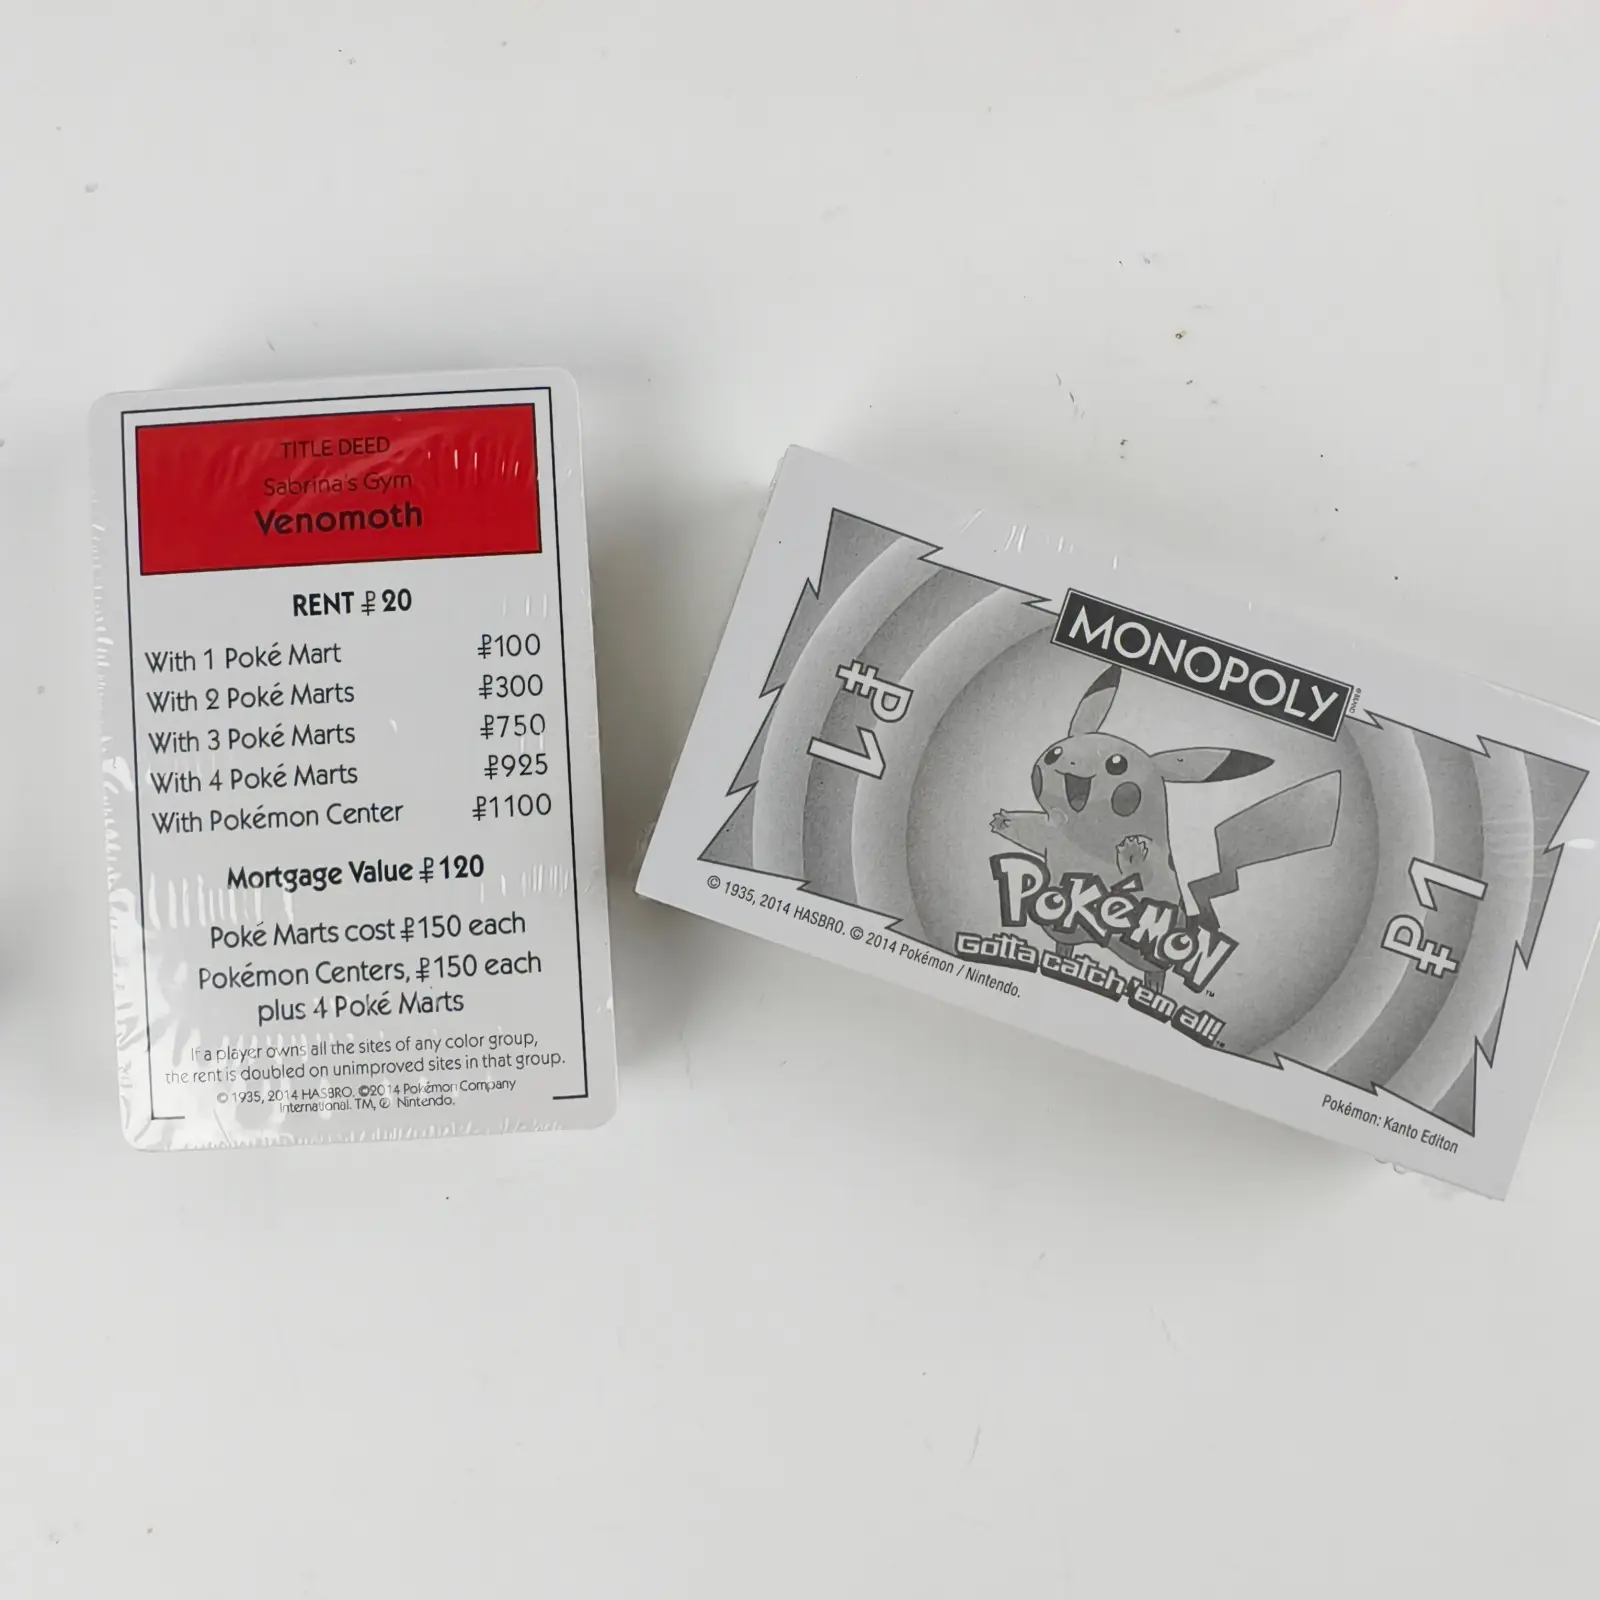 TITLE DEED
Sabrina's Gym
Venomoth
RENT ₽ 20
With 1 Poké Mart ₽100
With 2 Poké Marts ₽300
With 3 Poké Marts ₽750
With 4 Poké Marts ₽925
With Pokémon Center ₽1100
Mortgage Value ₽120
Poké Marts cost ₽150 each
Pokémon Centers, ₽150 each
plus 4 Poké Marts
If a player owns all the sites of any color group,
the rent is doubled on unimproved sites in that group.
© 1935, 2014 HASBRO. ©2014 Pokémon Company
International. TM, © Nintendo.
MONOPOLY
₽1
Pokémon™
Gotta catch 'em all!™
₽1
© 1935, 2014 HASBRO. © 2014 Pokémon / Nintendo.
Pokémon: Kanto Editon